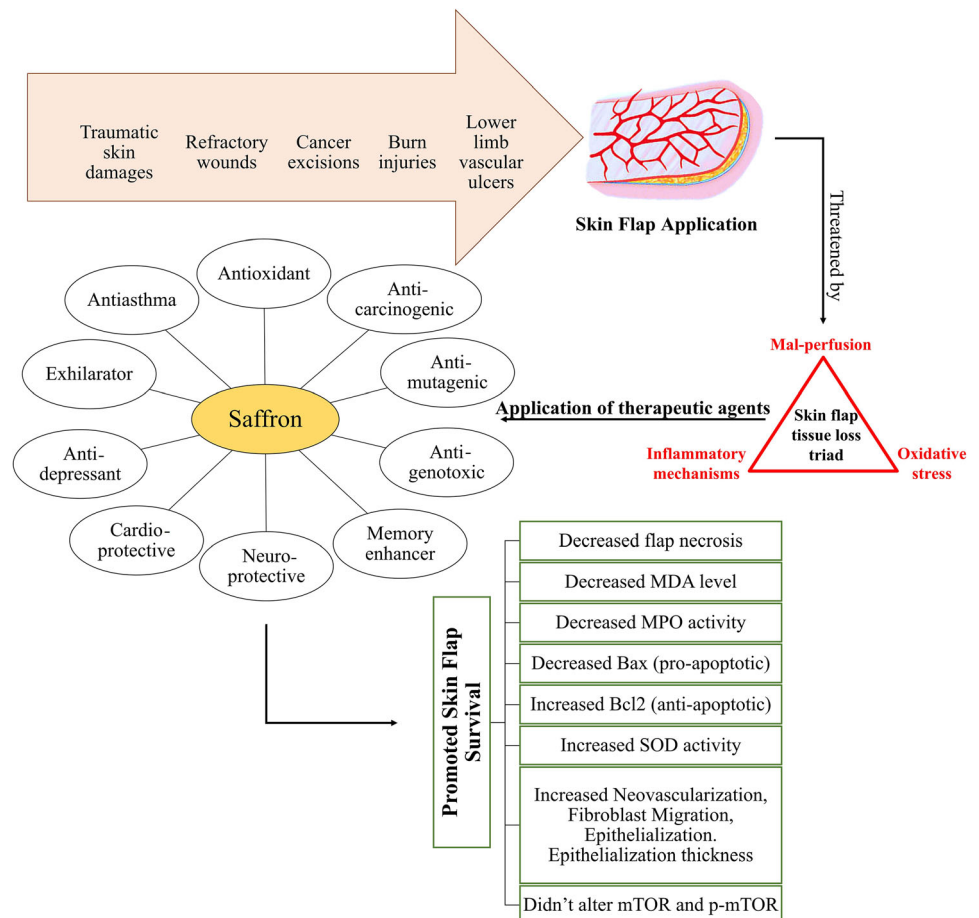 Traumatic
skin
damages
Refractory
wounds
Cancer
excisions
Burn
injuries
Lower
limb
vascular
ulcers
Skin Flap Application
Threatened by
Mal-perfusion
Skin flap
tissue loss
triad
Inflammatory
mechanisms
Oxidative
stress
Application of therapeutic agents
Antioxidant
Anti-
carcinogenic
Anti-
mutagenic
Anti-
genotoxic
Memory
enhancer
Neuro-
protective
Cardio-
protective
Anti-
depressant
Exhilarator
Antiasthma
Saffron
Promoted Skin Flap
Survival
Decreased flap necrosis
Decreased MDA level
Decreased MPO activity
Decreased Bax (pro-apoptotic)
Increased Bcl2 (anti-apoptotic)
Increased SOD activity
Increased Neovascularization,
Fibroblast Migration,
Epithelialization.
Epithelialization thickness
Didn’t alter mTOR and p-mTOR